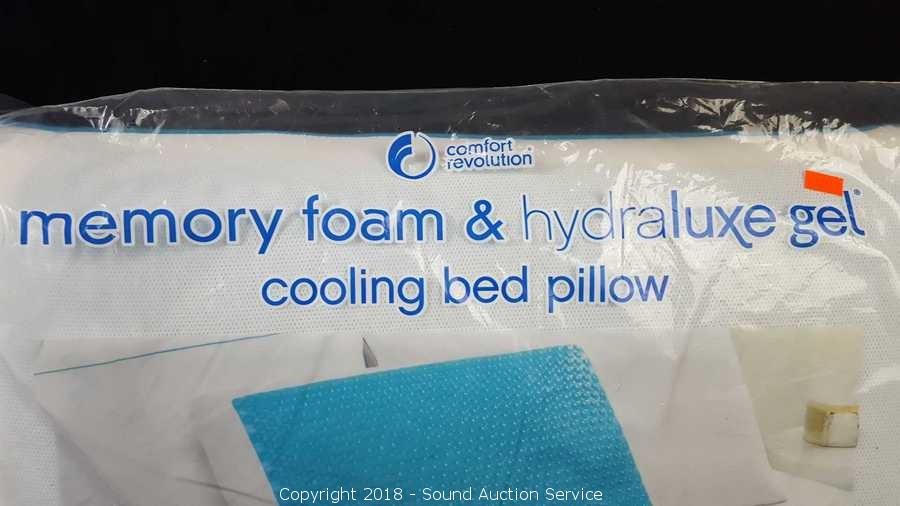 comfort
revolution
memory foam & hydraluxe gel
cooling bed pillow
Copyright 2018 - Sound Auction Service